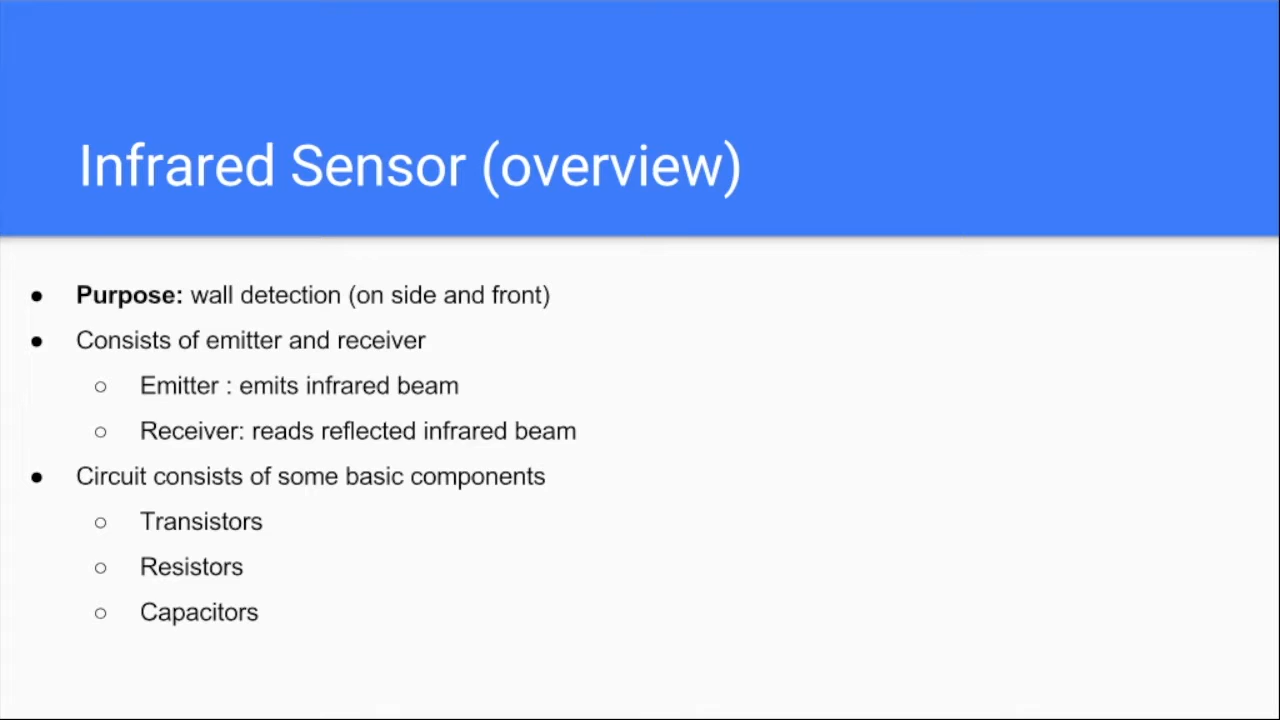 Infrared Sensor (overview)
● Purpose: wall detection (on side and front)
● Consists of emitter and receiver
○ Emitter : emits infrared beam
○ Receiver: reads reflected infrared beam
● Circuit consists of some basic components
○ Transistors
○ Resistors
○ Capacitors